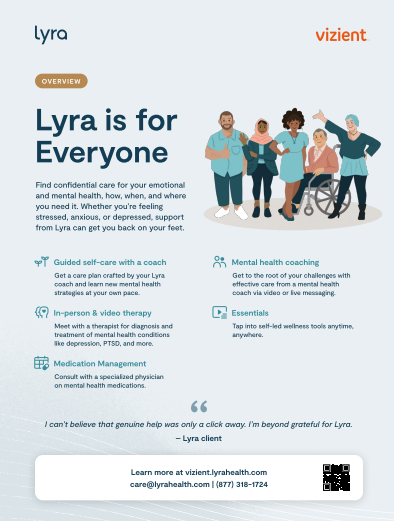 lyra
vizient
OVERVIEW
Lyra is for
Everyone
Find confidential care for your emotional
and mental health, how, when, and where
you need it. Whether you're feeling
stressed, anxious, or depressed, support
from Lyra can get you back on your feet.
Guided self-care with a coach
Get a care plan crafted by your Lyra
coach and learn new mental health
strategies at your own pace.
In-person & video therapy
Meet with a therapist for diagnosis and
treatment of mental health conditions
like depression, PTSD, and more.
Medication Management
Consult with a specialized physician
on mental health medications.
Mental health coaching
Get to the root of your challenges with
effective care from a mental health
coach via video or live messaging.
Essentials
Tap into self-led wellness tools anytime,
anywhere.
“
I can't believe that genuine help was only a click away. I'm beyond grateful for Lyra.
– Lyra client
Learn more at vizient.lyrahealth.com
care@lyrahealth.com | (877) 318-1724